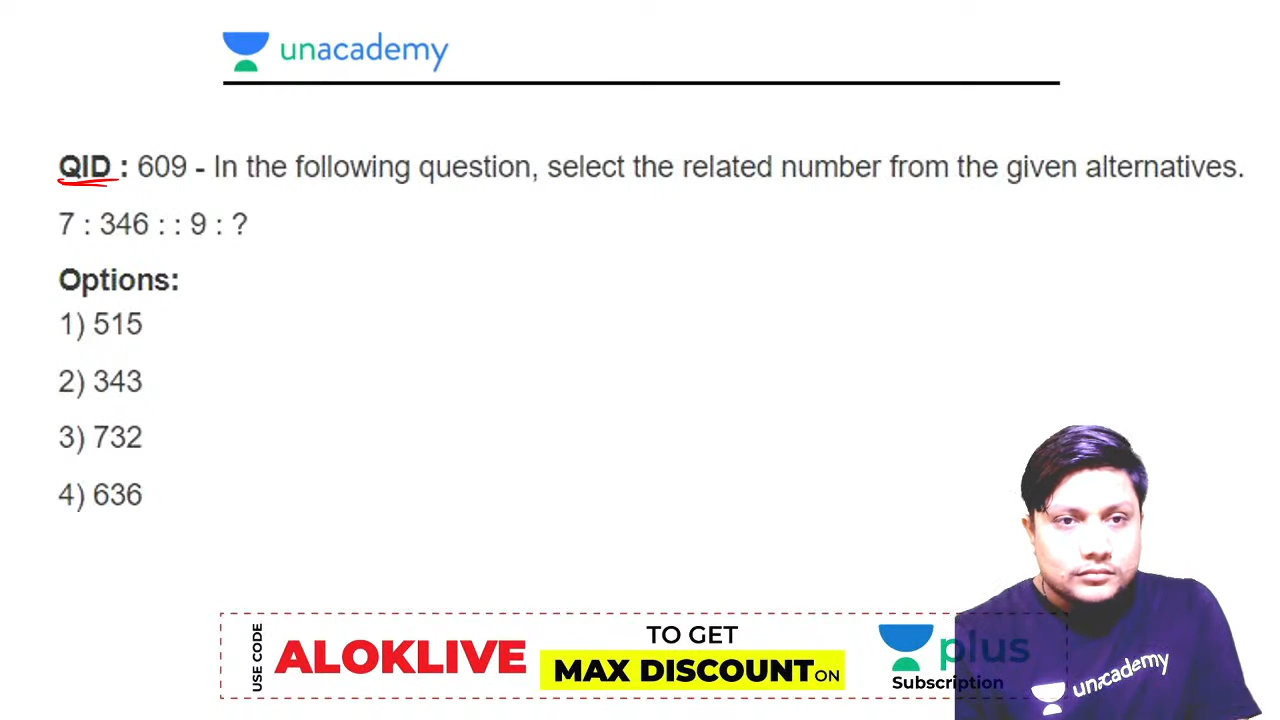 unacademy
QID : 609 - In the following question, select the related number from the given alternatives.
7 : 346 : : 9 : ?
Options:
1) 515
2) 343
3) 732
4) 636
USE CODE
ALOKLIVE
TO GET
MAX DISCOUNT ON
plus
Subscription
unacademy